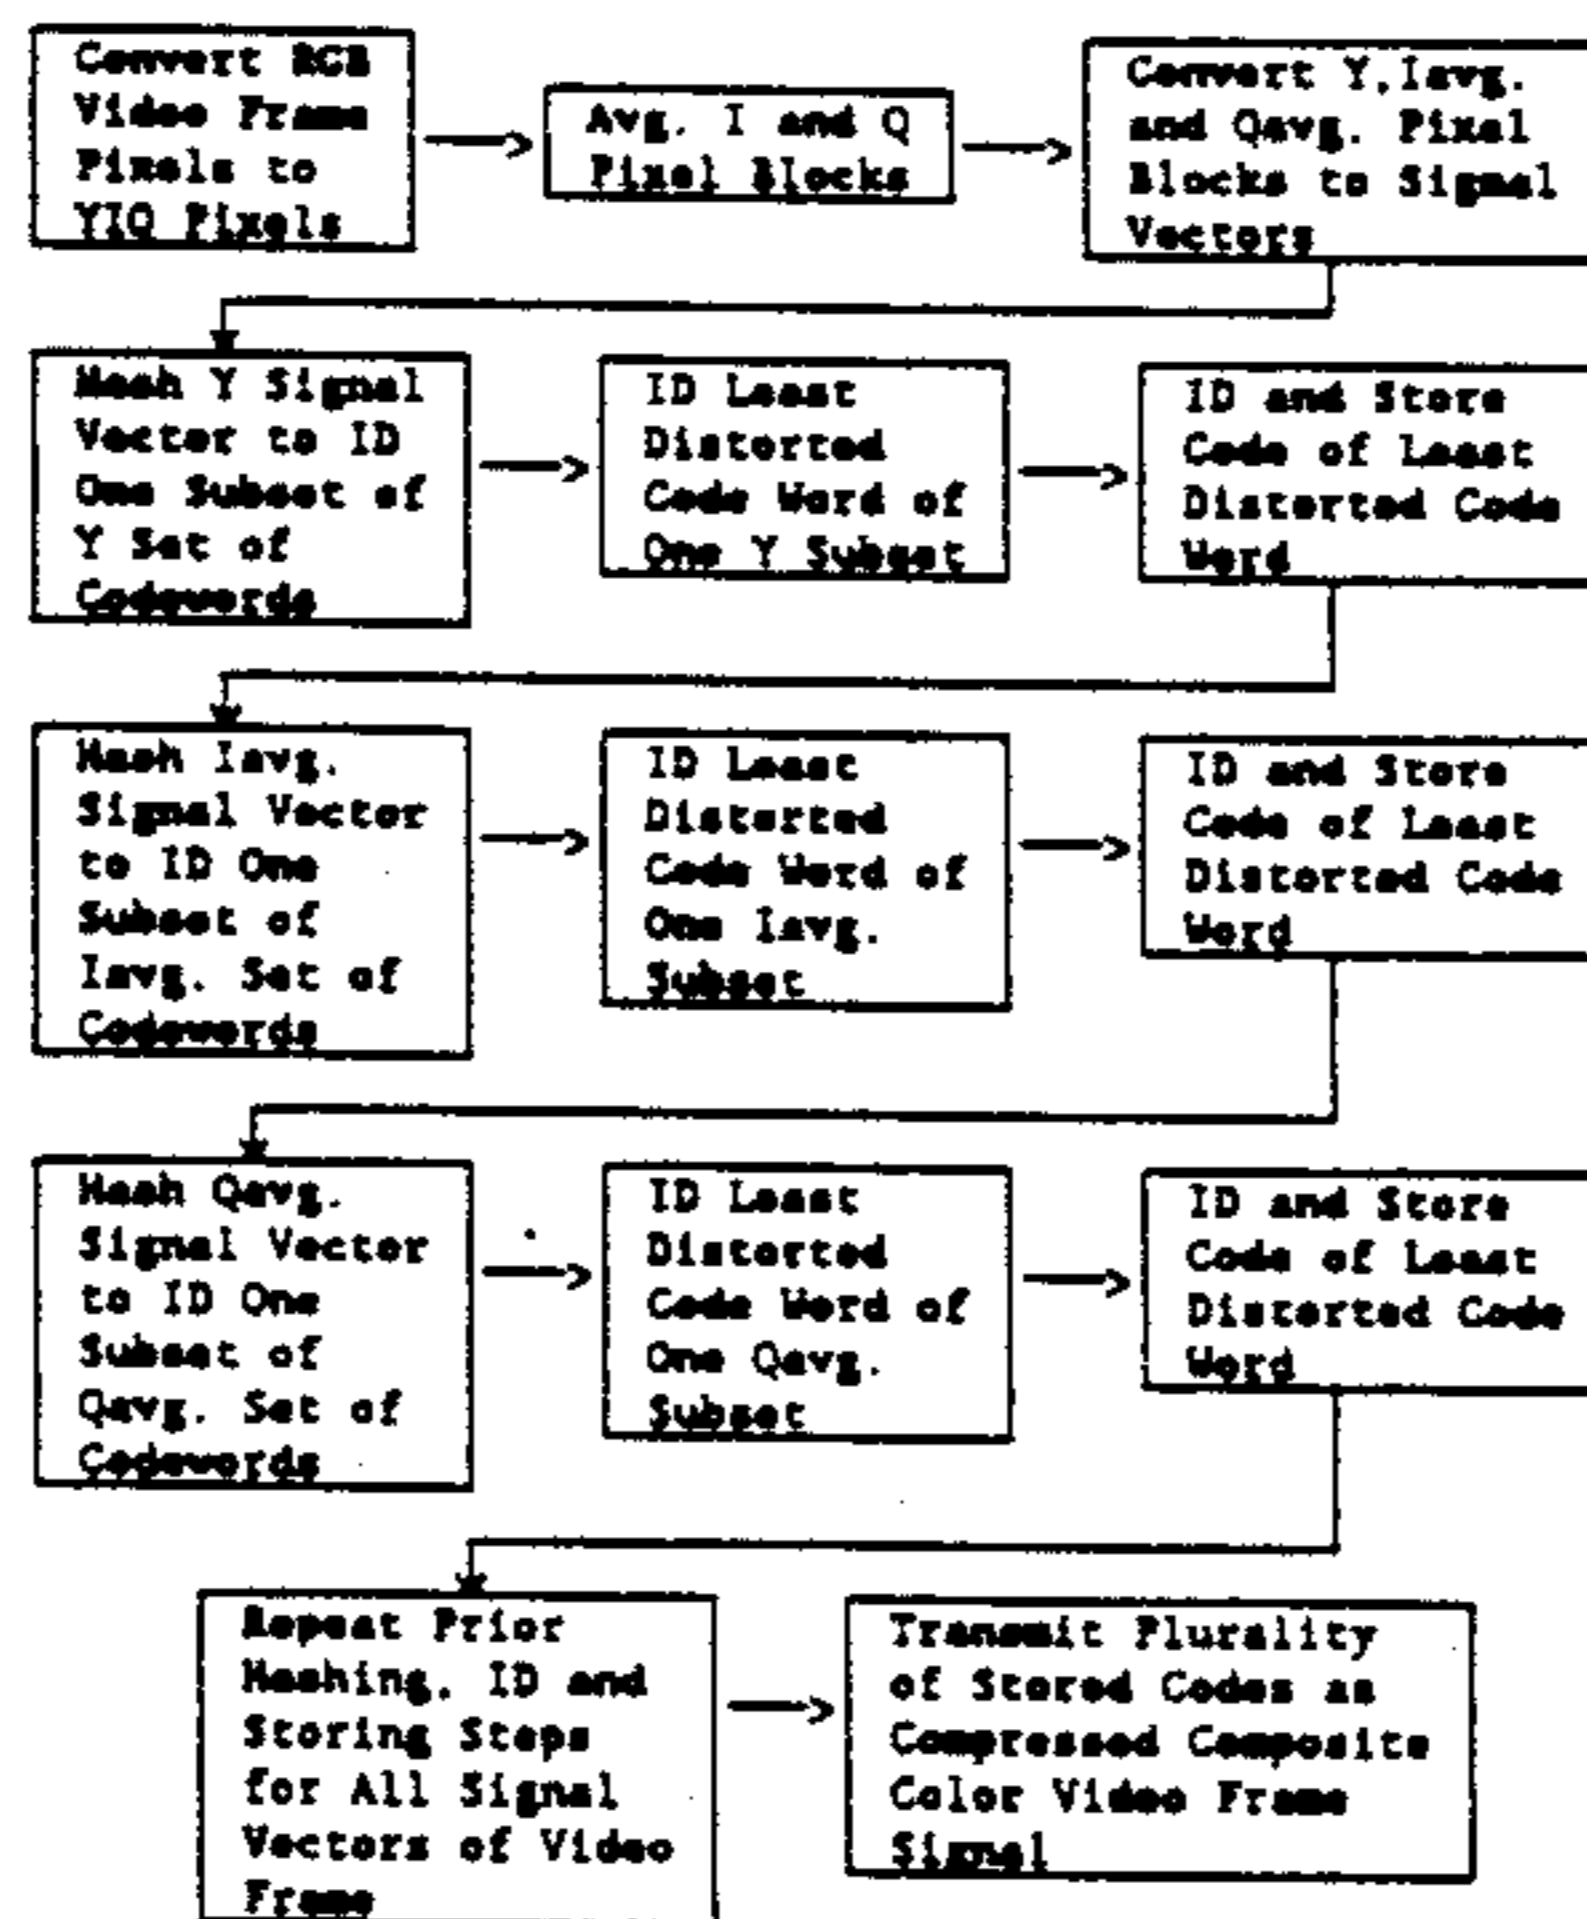 Convert RGB
Video Frame
Pixels to
YIQ Pixels
Avg. I and Q
Pixel Blocks
Convert Y,Iavg.
and Qavg. Pixel
Blocks to Signal
Vectors
Hash Y Signal
Vector to ID
One Subset of
Y Set of
Codewords
ID Least
Distorted
Code Word of
One Y Subset
ID and Store
Code of Least
Distorted Code
Word
Hash Iavg.
Signal Vector
to ID One
Subset of
Iavg. Set of
Codewords
ID Least
Distorted
Code Word of
One Iavg.
Subset
ID and Store
Code of Least
Distorted Code
Word
Hash Qavg.
Signal Vector
to ID One
Subset of
Qavg. Set of
Codewords
ID Least
Distorted
Code Word of
One Qavg.
Subset
ID and Store
Code of Least
Distorted Code
Word
Repeat Prior
Hashing, ID and
Storing Steps
for All Signal
Vectors of Video
Frame
Transmit Plurality
of Stored Codes as
Compressed Composite
Color Video Frame
Signal